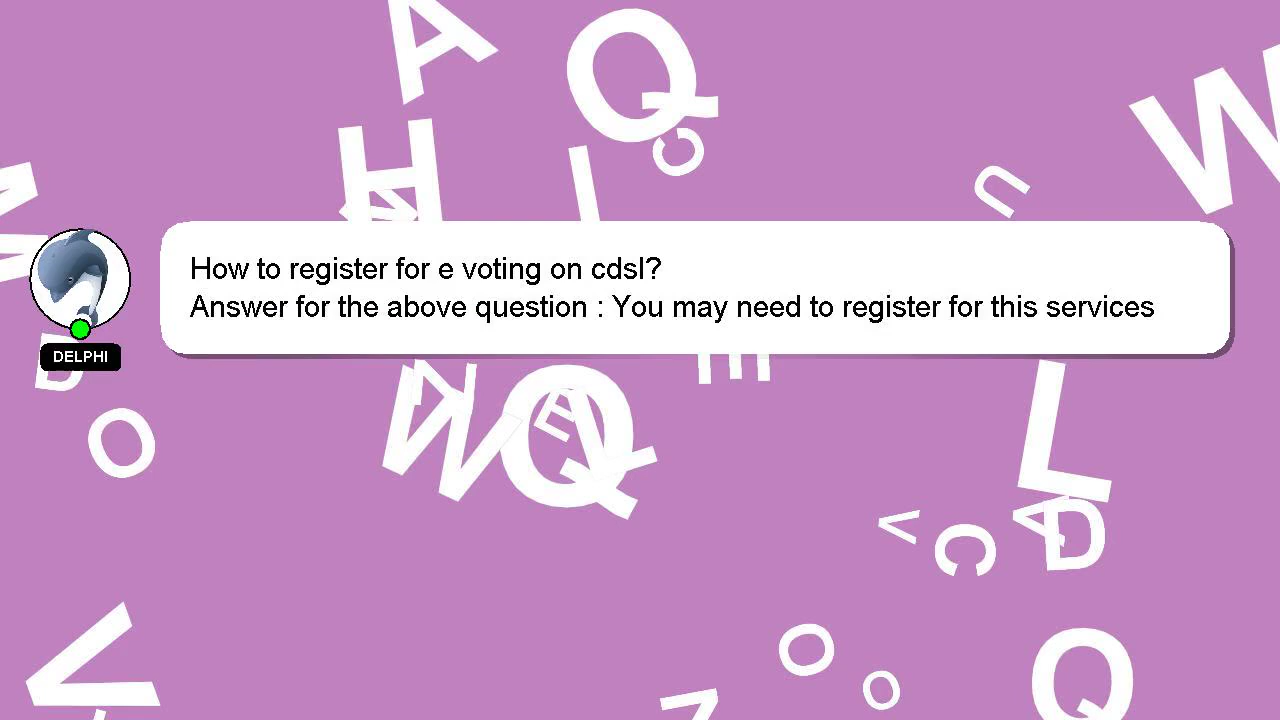 A
Q
C
H
M
I
U
W
M
How to register for e voting on cdsl?
Answer for the above question : You may need to register for this services
DELPHI
D
E
L
O
W
Q
E
V
C
A
D
V
O
O
Q
Z